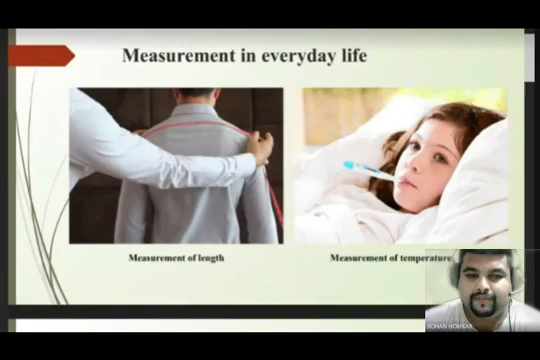 Measurement in everyday life
Measurement of length
Measurement of temperature
ROHAN HOMKAR